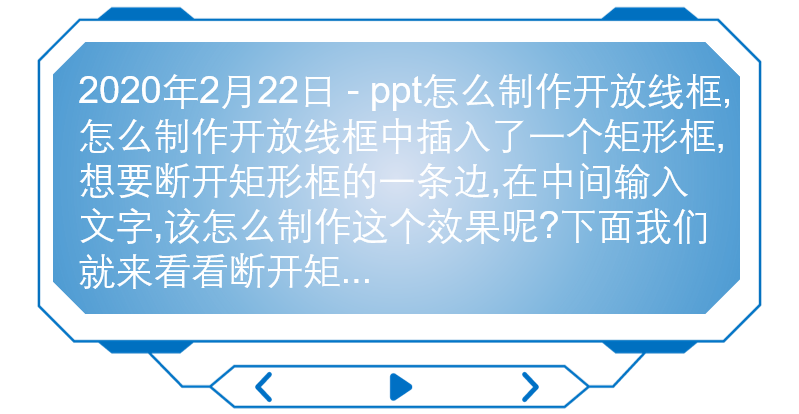 2020年2月22日 - ppt怎么制作开放线框,
怎么制作开放线框中插入了一个矩形框,
想要断开矩形框的一条边,在中间输入
文字,该怎么制作这个效果呢?下面我们
就来看看断开矩...